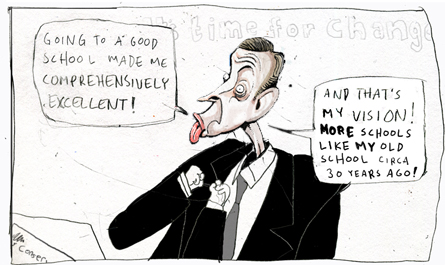 time for Change
GOING TO A GOOD
SCHOOL MADE ME
COMPREHENSIVELY
EXCELLENT!
AND THAT'S
MY VISION!
MORE SCHOOLS
LIKE MY OLD
SCHOOL CIRCA
30 YEARS AGO!
Conser